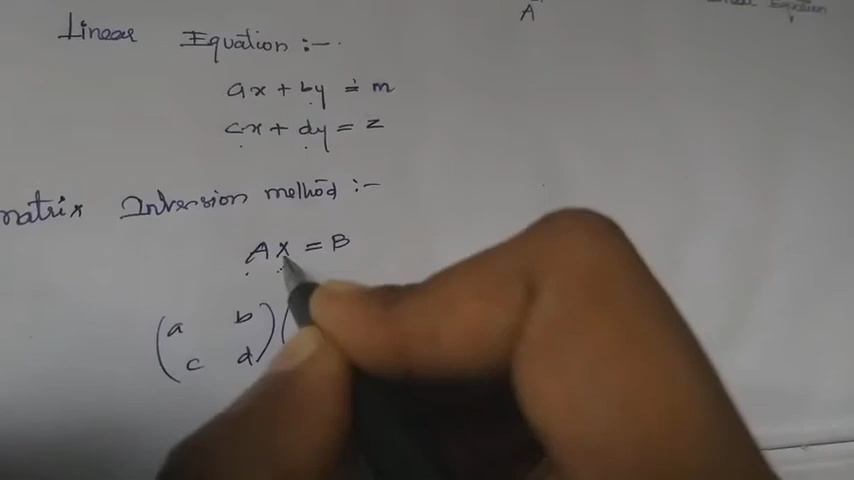 Linear Equation :-
A
ax + by = m
cx + dy = z
matrix Inversion method :-
AX = B
(a b) (
c d